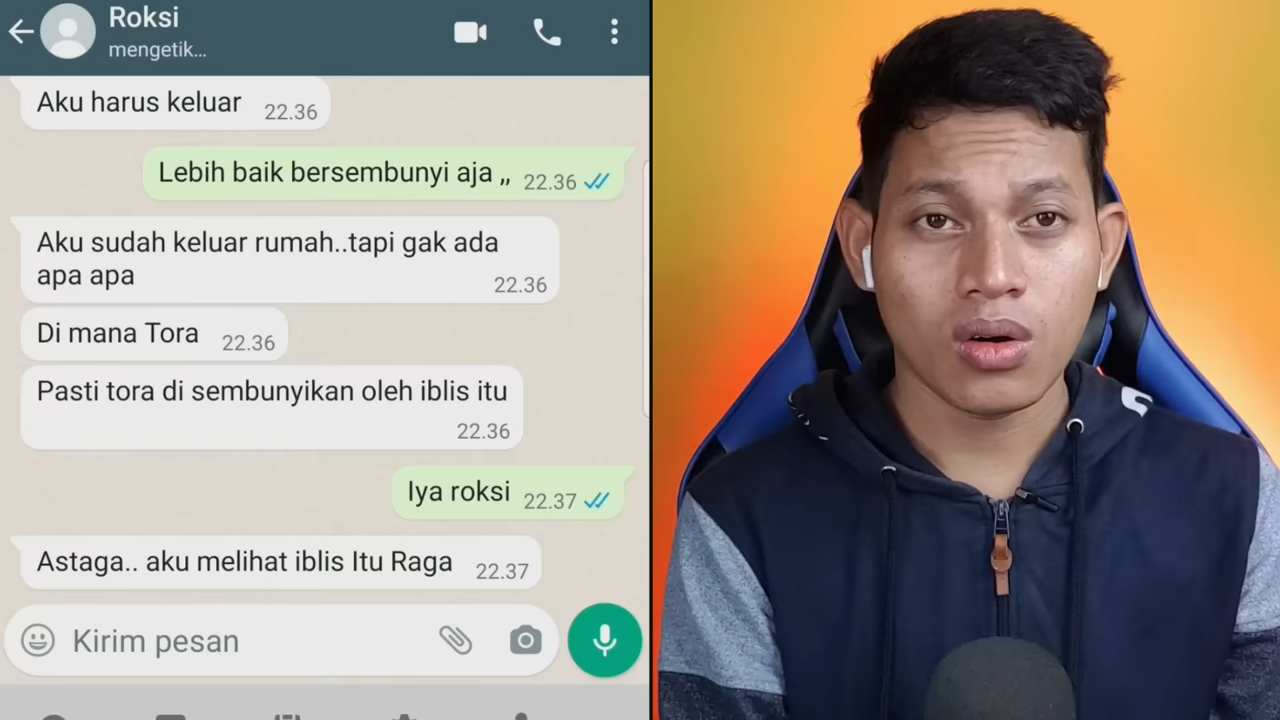 Roksi
mengetik...
Aku harus keluar 22.36
Lebih baik bersembunyi aja ,, 22.36
Aku sudah keluar rumah..tapi gak ada
apa apa 22.36
Di mana Tora 22.36
Pasti tora di sembunyikan oleh iblis itu
22.36
Iya roksi 22.37
Astaga.. aku melihat iblis Itu Raga 22.37
Kirim pesan